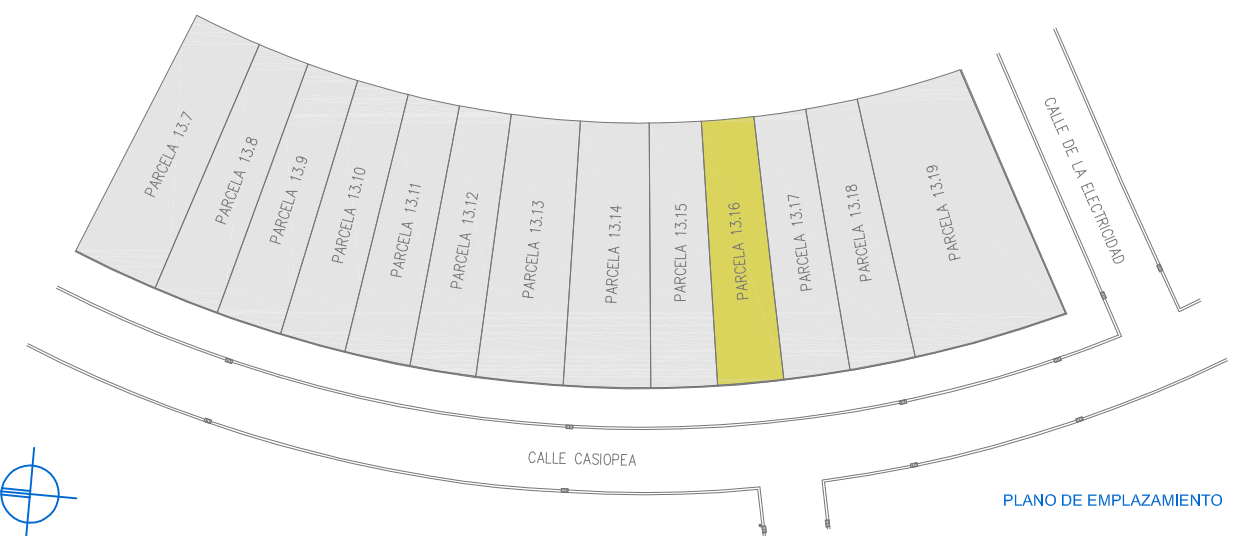 PARCELA 13.7
PARCELA 13.8
PARCELA 13.9
PARCELA 13.10
PARCELA 13.11
PARCELA 13.12
PARCELA 13.13
PARCELA 13.14
PARCELA 13.15
PARCELA 13.16
PARCELA 13.17
PARCELA 13.18
PARCELA 13.19
CALLE DE LA ELECTRICIDAD
CALLE CASIOPEA
PLANO DE EMPLAZAMIENTO